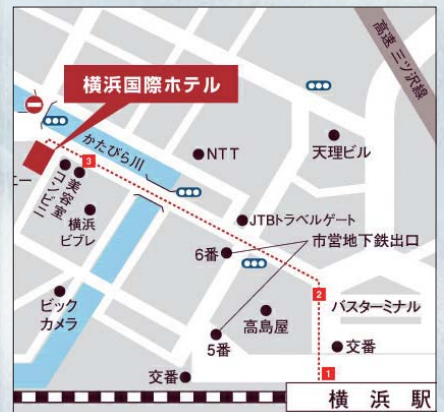 高速 三ツ沢線
横浜国際ホテル
かたびら川
3
NTT
天理ビル
コンビニ
美容室
横浜
ビブレ
JTBトラベルゲート
市営地下鉄出口
6番
2
バスターミナル
ビック
カメラ
高島屋
5番
交番
交番
1
横浜駅